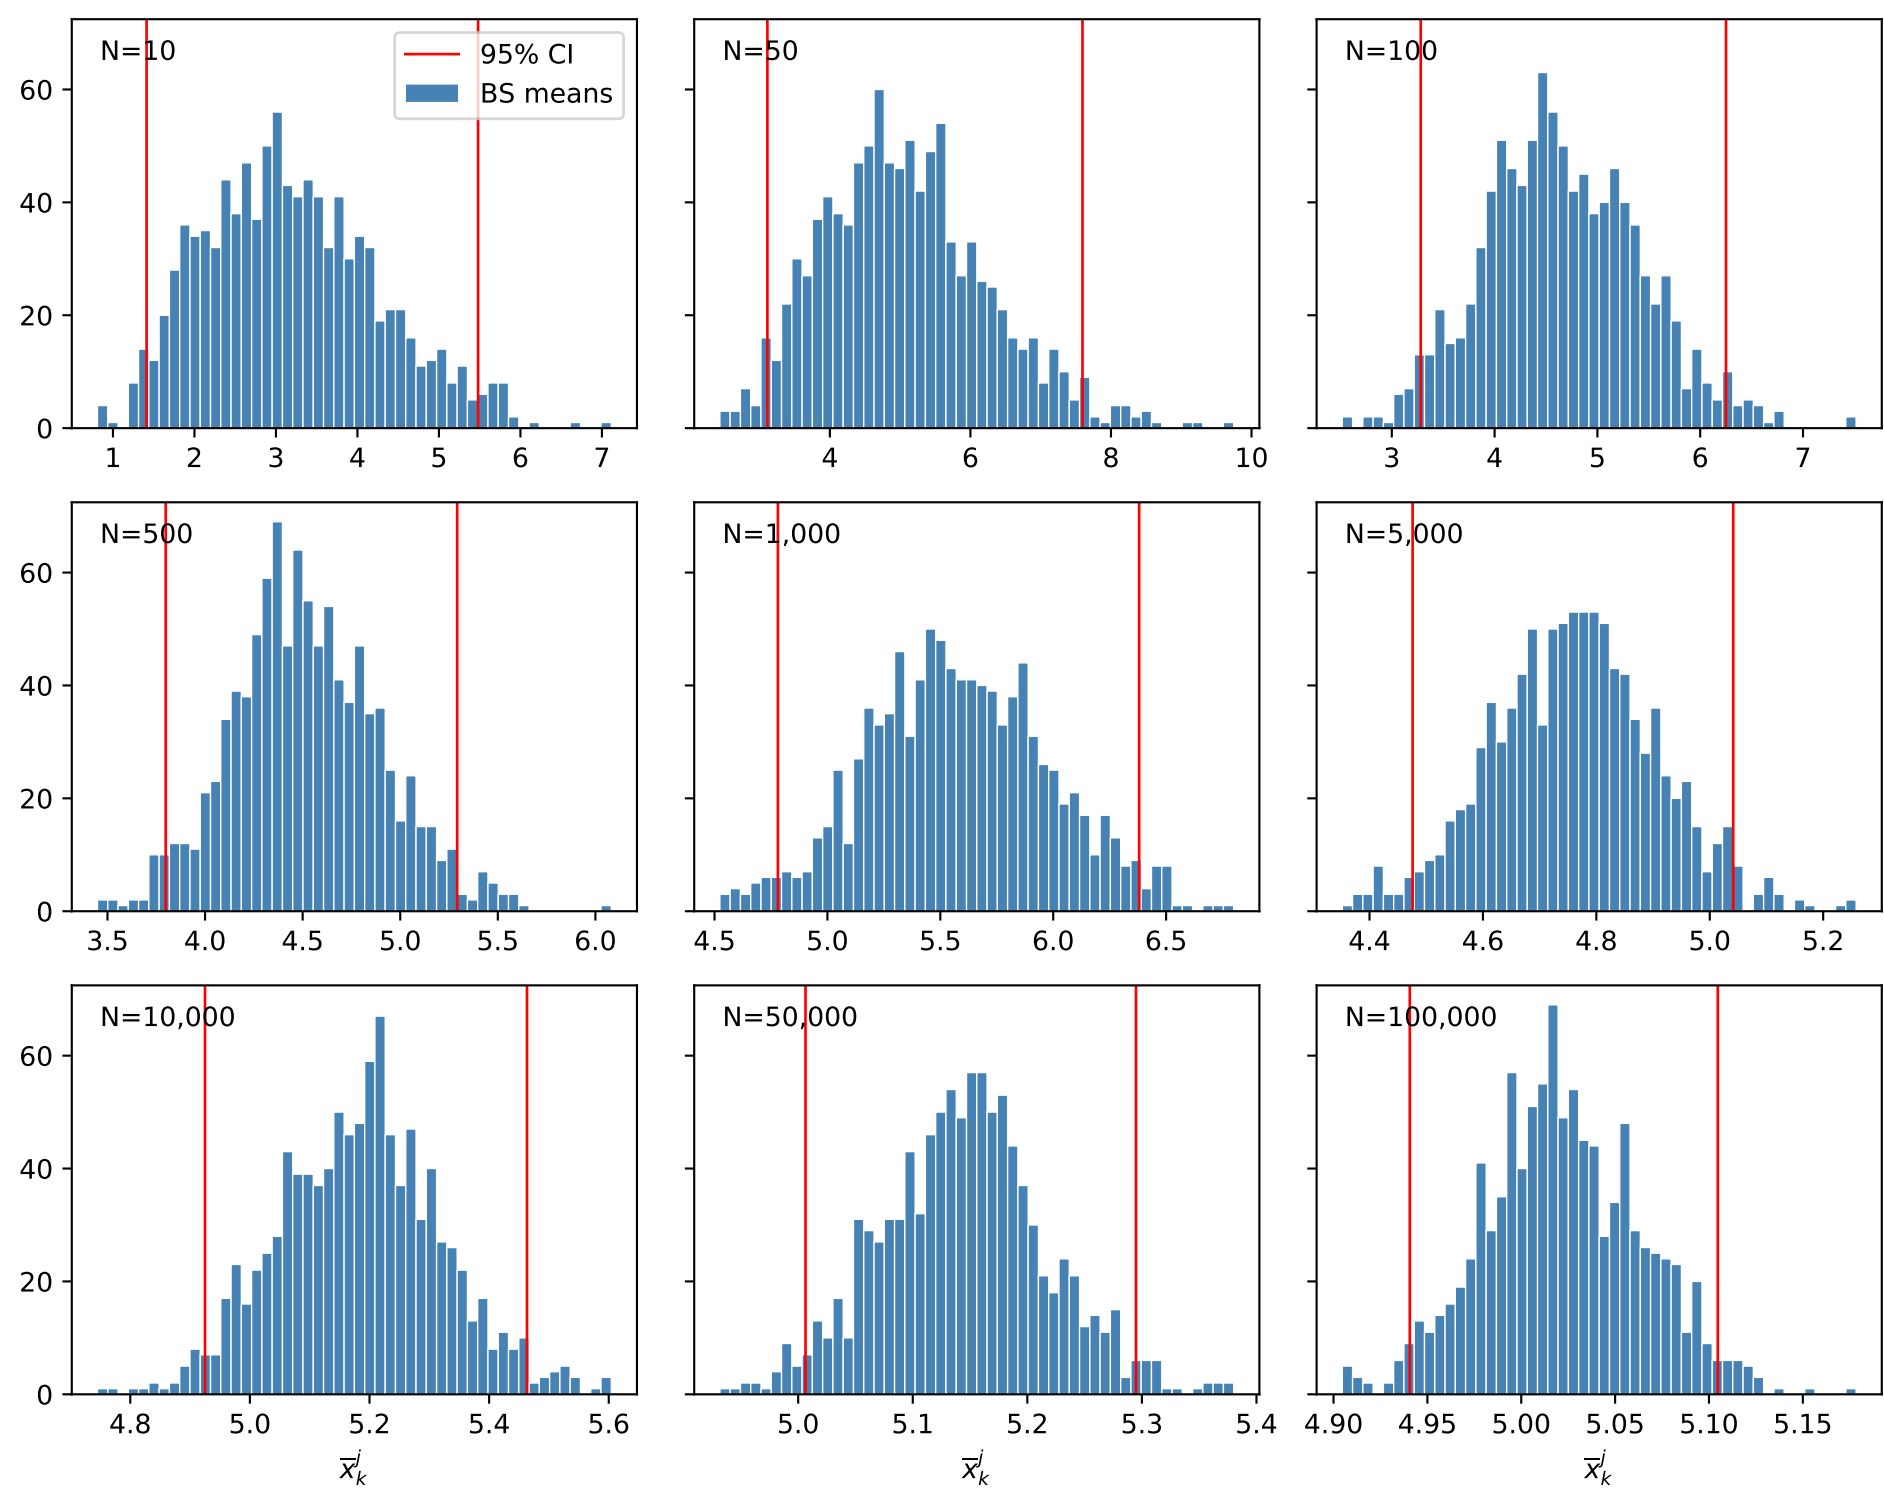 N=10
95% CI
BS means
60
40
20
0
1 2 3 4 5 6 7
N=50
4 6 8 10
N=100
3 4 5 6 7
N=500
60
40
20
0
3.5 4.0 4.5 5.0 5.5 6.0
N=1,000
4.5 5.0 5.5 6.0 6.5
N=5,000
4.4 4.6 4.8 5.0 5.2
N=10,000
60
40
20
0
4.8 5.0 5.2 5.4 5.6
x̅ₖʲ
N=50,000
5.0 5.1 5.2 5.3 5.4
x̅ₖʲ
N=100,000
4.90 4.95 5.00 5.05 5.10 5.15
x̅ₖʲ